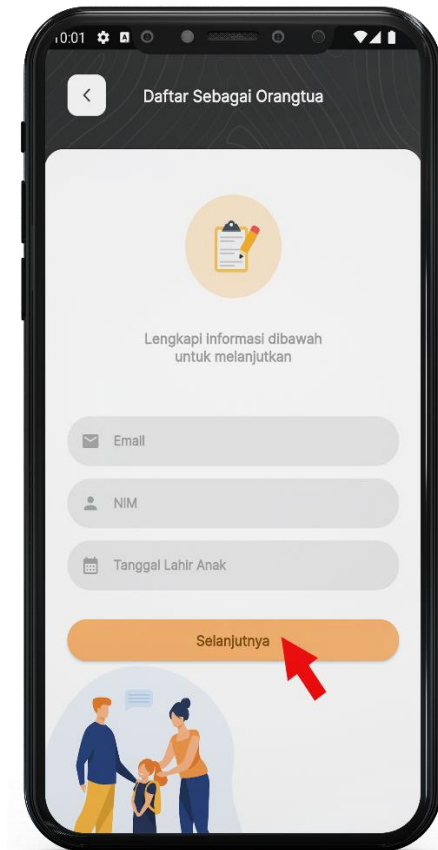 10:01
Daftar Sebagai Orangtua
Lengkapi informasi dibawah
untuk melanjutkan
Email
NIM
Tanggal Lahir Anak
Selanjutnya